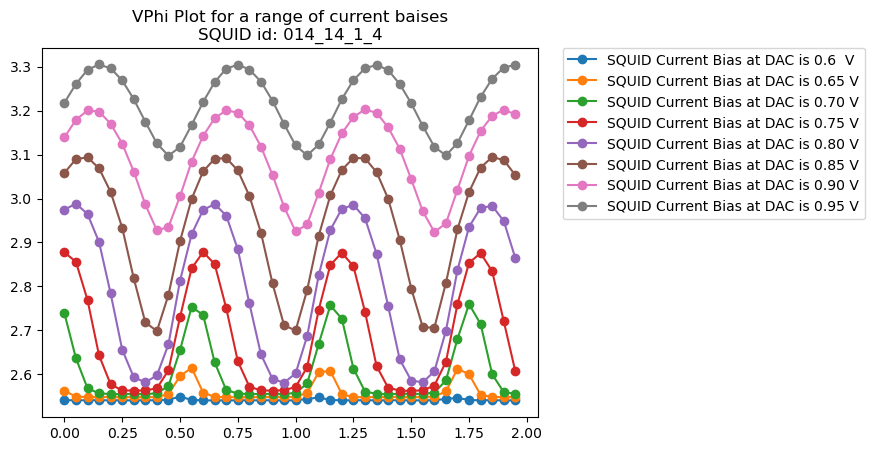 VPhi Plot for a range of current baises
SQUID id: 014_14_1_4
3.3
3.2
3.1
3.0
2.9
2.8
2.7
2.6
0.00 0.25 0.50 0.75 1.00 1.25 1.50 1.75 2.00
SQUID Current Bias at DAC is 0.6  V
SQUID Current Bias at DAC is 0.65 V
SQUID Current Bias at DAC is 0.70 V
SQUID Current Bias at DAC is 0.75 V
SQUID Current Bias at DAC is 0.80 V
SQUID Current Bias at DAC is 0.85 V
SQUID Current Bias at DAC is 0.90 V
SQUID Current Bias at DAC is 0.95 V